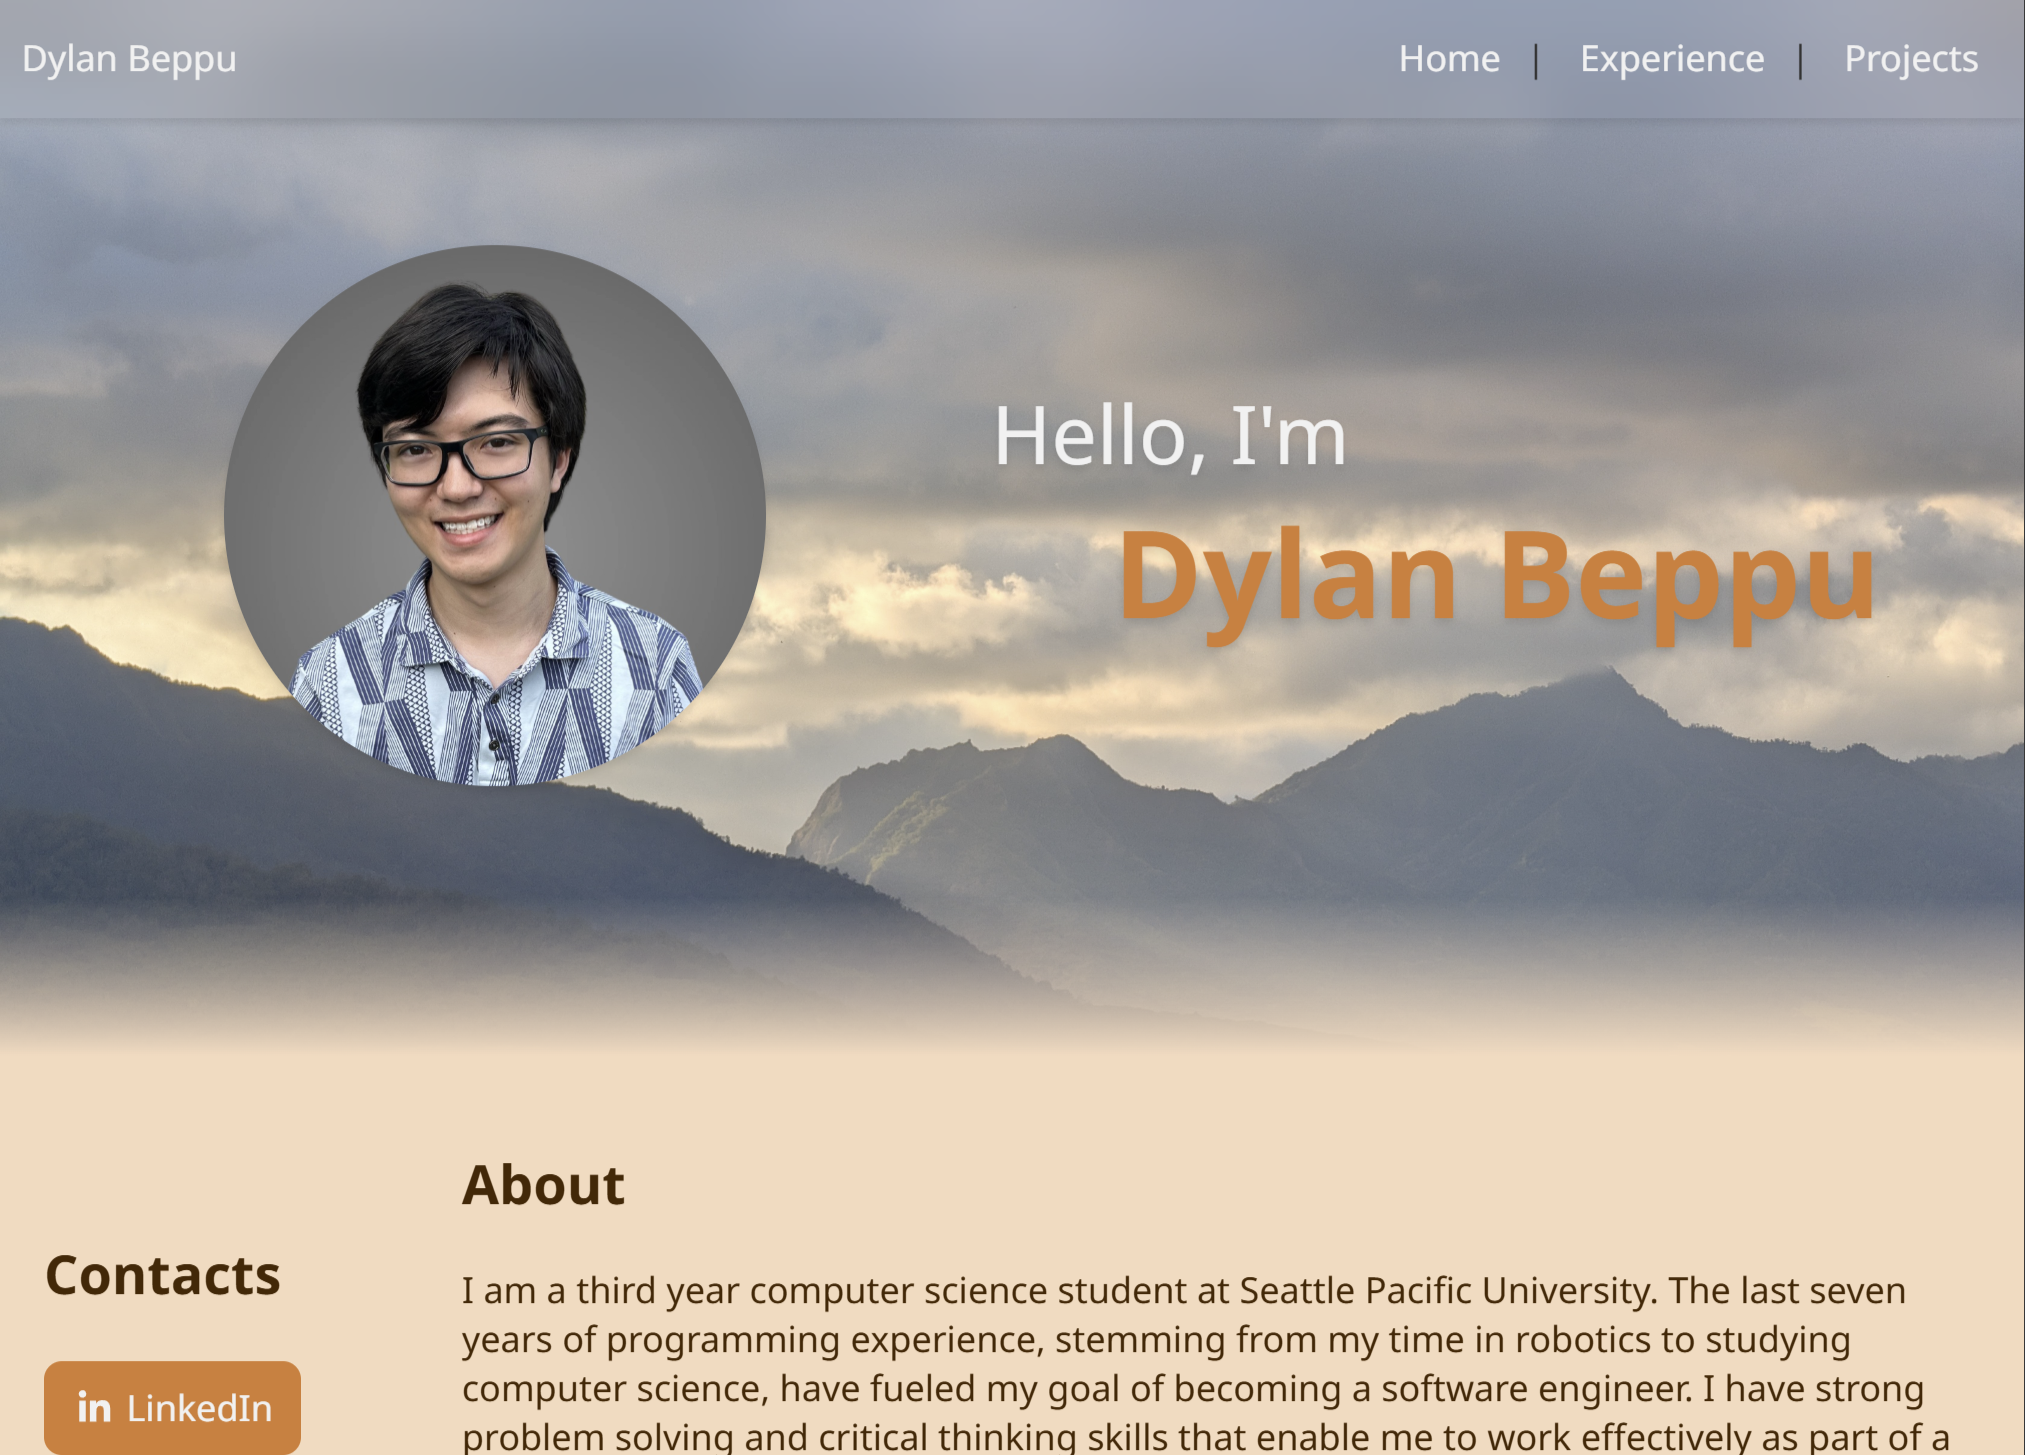 Dylan Beppu
Home | Experience | Projects
Hello, I'm
Dylan Beppu
About
I am a third year computer science student at Seattle Pacific University. The last seven
years of programming experience, stemming from my time in robotics to studying
computer science, have fueled my goal of becoming a software engineer. I have strong
problem solving and critical thinking skills that enable me to work effectively as part of a
Contacts
in LinkedIn